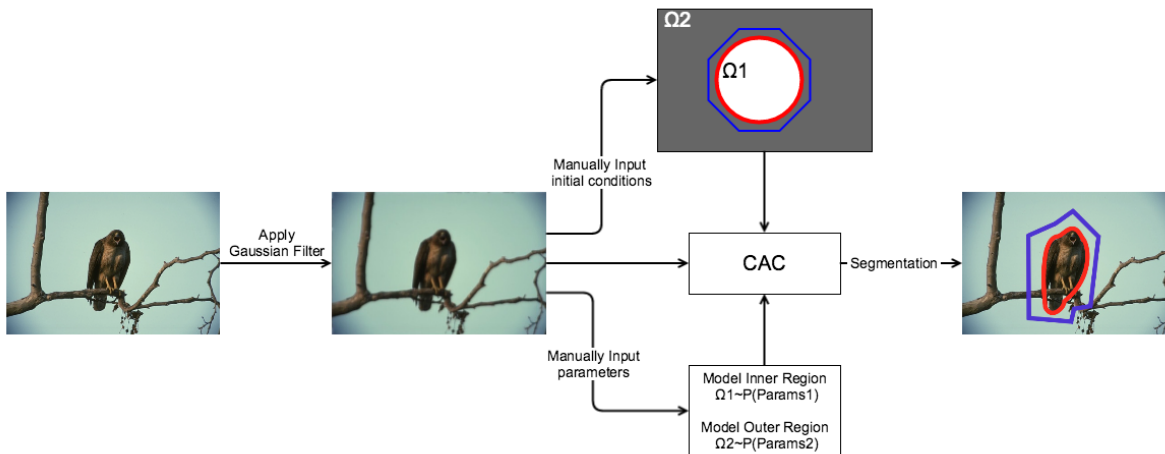 Ω2
Ω1
Manually Input
initial conditions
Apply
Gaussian Filter
CAC
Segmentation
Manually Input
parameters
Model Inner Region
Ω1~P(Params1)
Model Outer Region
Ω2~P(Params2)